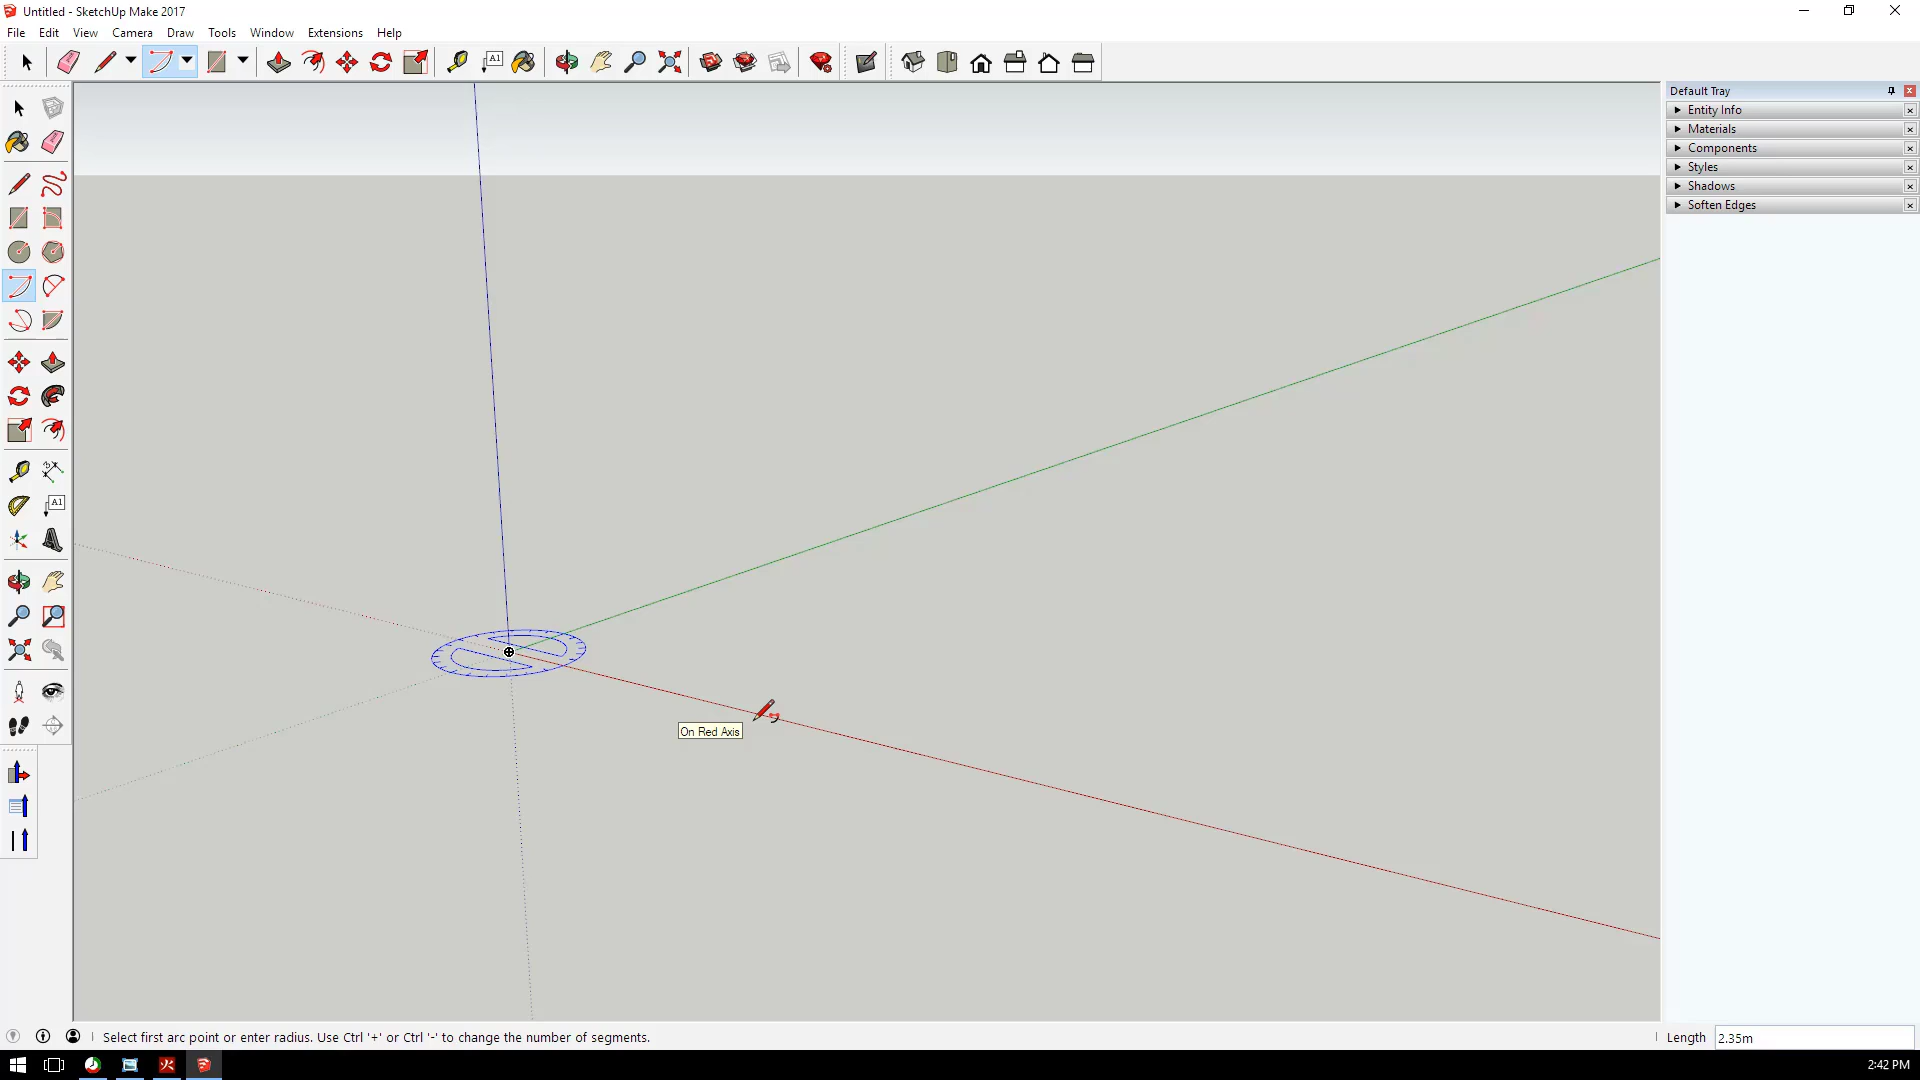 Untitled - SketchUp Make 2017
File Edit View Camera Draw Tools Window Extensions Help
A1
Default Tray
Entity Info
Materials
Components
Styles
Shadows
Soften Edges
A1
On Red Axis
Select first arc point or enter radius. Use Ctrl '+' or Ctrl '-' to change the number of segments.
Length 2.35m
2:42 PM